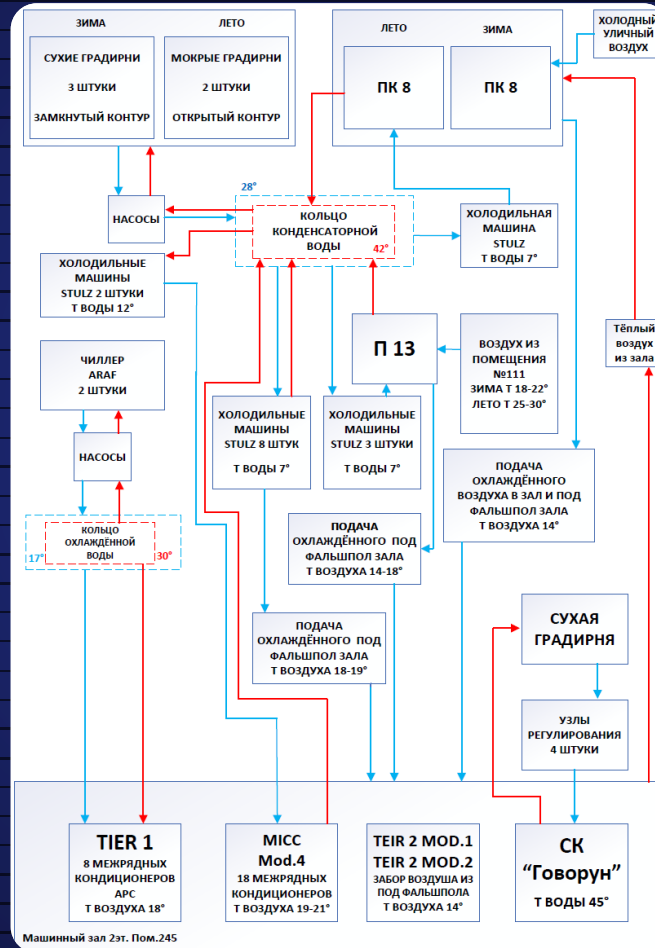 ЗИМА
ЛЕТО
СУХИЕ ГРАДИРНИ
3 ШТУКИ
ЗАМКНУТЫЙ КОНТУР
МОКРЫЕ ГРАДИРНИ
2 ШТУКИ
ОТКРЫТЫЙ КОНТУР
ЛЕТО
ЗИМА
ПК 8
ПК 8
ХОЛОДНЫЙ
УЛИЧНЫЙ
ВОЗДУХ
НАСОСЫ
28°
КОЛЬЦО
КОНДЕНСАТОРНОЙ
ВОДЫ
42°
ХОЛОДИЛЬНАЯ
МАШИНА
STULZ
Т ВОДЫ 7°
ХОЛОДИЛЬНЫЕ
МАШИНЫ
STULZ 2 ШТУКИ
Т ВОДЫ 12°
П 13
ВОЗДУХ ИЗ
ПОМЕЩЕНИЯ
№111
ЗИМА Т 18-22°
ЛЕТО Т 25-30°
Тёплый
воздух
из зала
ЧИЛЛЕР
ARAF
2 ШТУКИ
НАСОСЫ
ХОЛОДИЛЬНЫЕ
МАШИНЫ
STULZ 8 ШТУК
Т ВОДЫ 7°
ХОЛОДИЛЬНЫЕ
МАШИНЫ
STULZ 3 ШТУКИ
Т ВОДЫ 7°
ПОДАЧА
ОХЛАЖДЁННОГО
ВОЗДУХА В ЗАЛ И ПОД
ФАЛЬШПОЛ ЗАЛА
Т ВОЗДУХА 14°
КОЛЬЦО
ОХЛАЖДЁННОЙ
ВОДЫ
17°
30°
ПОДАЧА
ОХЛАЖДЁННОГО ПОД
ФАЛЬШПОЛ ЗАЛА
Т ВОЗДУХА 14-18°
ПОДАЧА
ОХЛАЖДЁННОГО ПОД
ФАЛЬШПОЛ ЗАЛА
Т ВОЗДУХА 18-19°
СУХАЯ
ГРАДИРНЯ
УЗЛЫ
РЕГУЛИРОВАНИЯ
4 ШТУКИ
TIER 1
8 МЕЖРЯДНЫХ
КОНДИЦИОНЕРОВ
APC
Т ВОЗДУХА 18°
MICC
Mod.4
18 МЕЖРЯДНЫХ
КОНДИЦИОНЕРОВ
Т ВОЗДУХА 19-21°
TEIR 2 MOD.1
TEIR 2 MOD.2
ЗАБОР ВОЗДУША ИЗ
ПОД ФАЛЬШПОЛА
Т ВОЗДУХА 14°
СК
"Говорун"
Т ВОДЫ 45°
Машинный зал 2эт. Пом.245